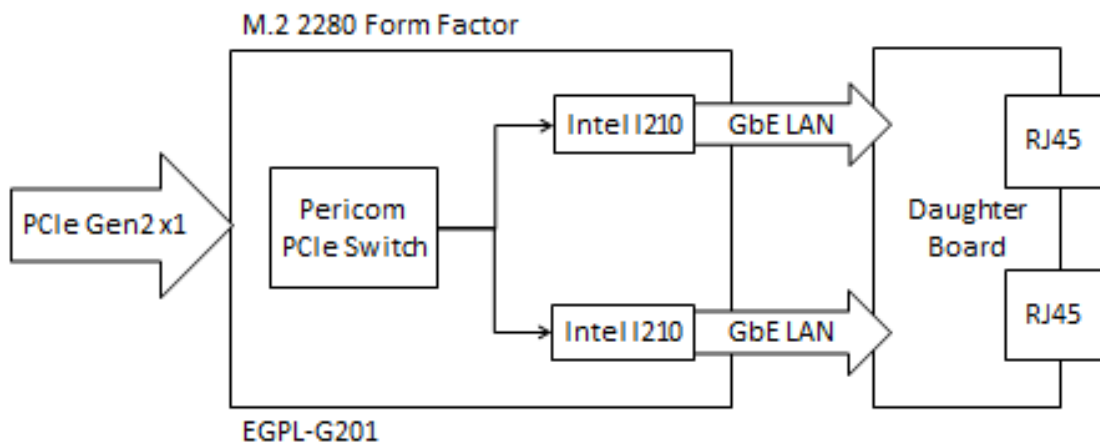 M.2 2280 Form Factor
PCIe Gen2 x1
Pericom
PCIe Switch
Intel I210
GbE LAN
Intel I210
GbE LAN
Daughter
Board
RJ45
RJ45
EGPL-G201